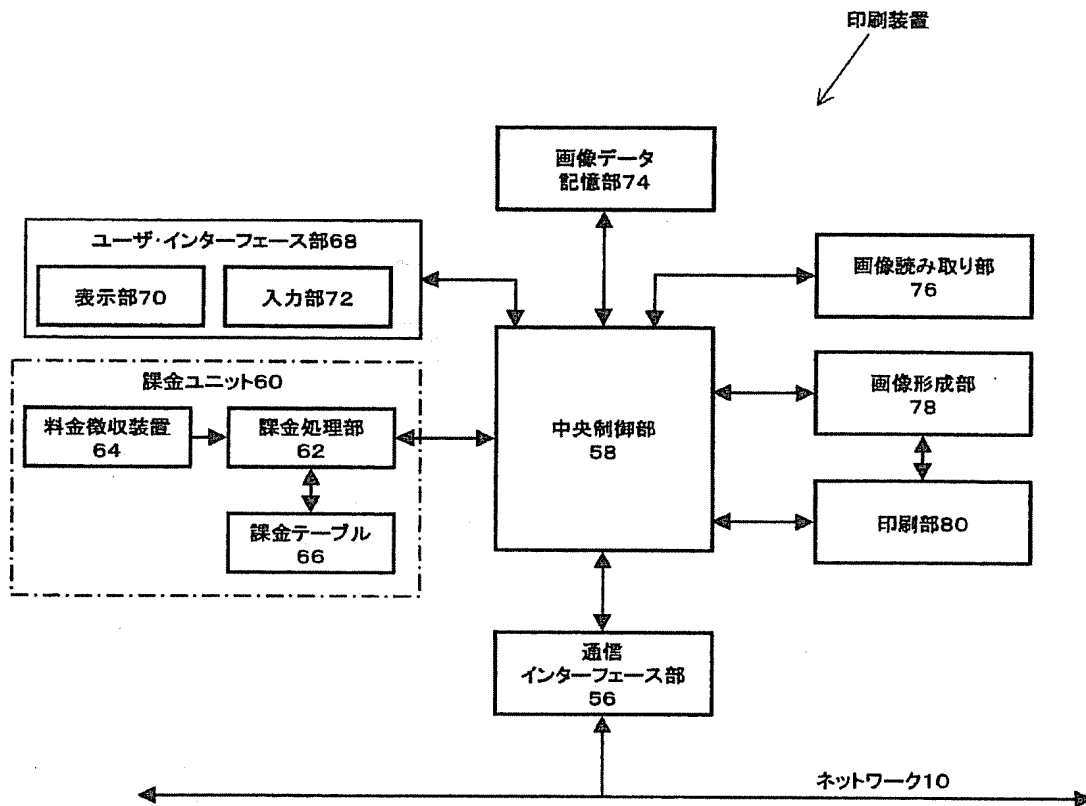 印刷装置
画像データ
記憶部74
ユーザ・インターフェース部68
表示部70
入力部72
画像読み取り部
76
課金ユニット60
料金徴収装置
64
課金処理部
62
課金テーブル
66
中央制御部
58
画像形成部
78
印刷部80
通信
インターフェース部
56
ネットワーク10